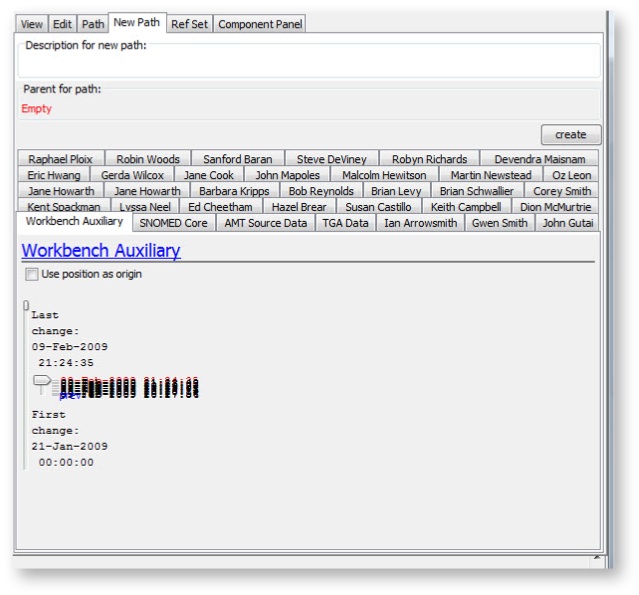 View Edit Path New Path Ref Set Component Panel
Description for new path:
Parent for path:
Empty
create
Raphael Ploix Robin Woods Sanford Baran Steve DeViney Robyn Richards Devendra Maisnam
Eric Hwang Gerda Wilcox Jane Cook John Mapoles Malcolm Hewitson Martin Newstead Oz Leon
Jane Howarth Jane Howarth Barbara Kripps Bob Reynolds Brian Levy Brian Schwallier Corey Smith
Kent Spackman Lyssa Neel Ed Cheetham Hazel Brear Susan Castillo Keith Campbell Dion McMurtrie
Workbench Auxiliary SNOMED Core AMT Source Data TGA Data Ian Arrowsmith Gwen Smith John Gutai
Workbench Auxiliary
Use position as origin
Last
change:
09-Feb-2009
21:24:35
First
change:
21-Jan-2009
00:00:00